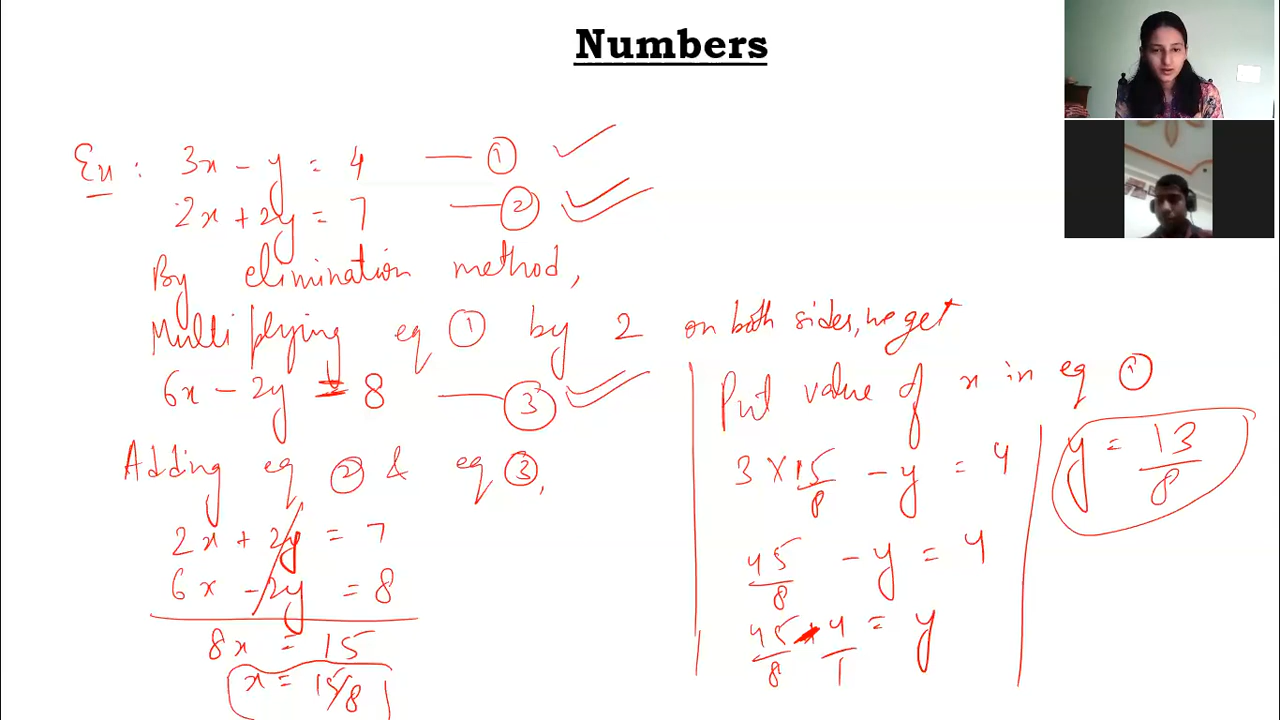 Numbers
Ex : 3x - y = 4 — ①
2x + 2y = 7 — ②
By elimination method,
Multiplying eq ① by 2 on both sides, we get
6x - 2y = 8 — ③
Adding eq ② & eq ③,
2x + 2y = 7
6x - 2y = 8
8x = 15
x = 15/8
Put value of x in eq ①
3 × 15/8 - y = 4
45/8 - y = 4
45/8 - 4/1 = y
y = 13/8